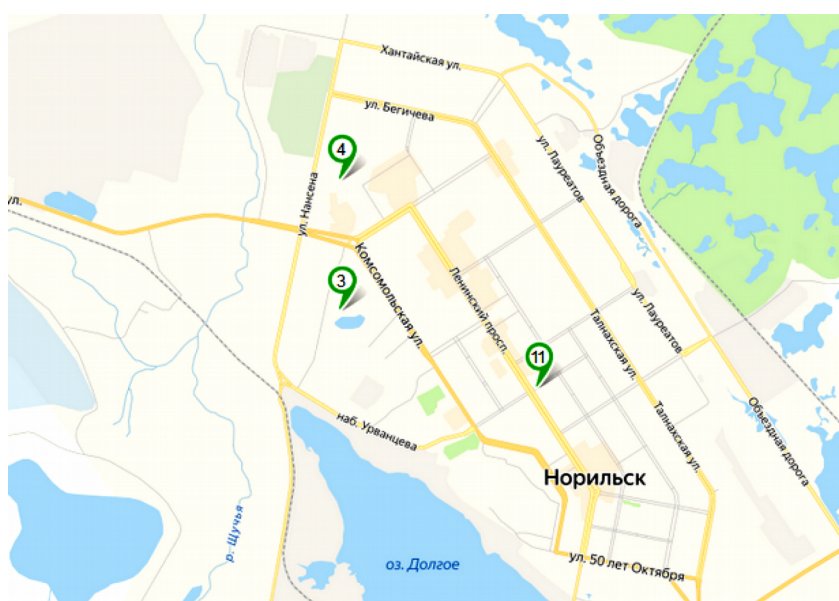 Хантайская ул.
ул. Бегичева
4
ул. Лауреатов
Объездная дорога
ул.
ул. Нансена
Комсомольская ул.
Ленинский просп.
3
ул. Лауреатов
Талнахская ул.
11
наб. Урванцева
Талнахская ул.
Объездная дорога
Норильск
р. Щучья
оз. Долгое
ул. 50 лет Октября